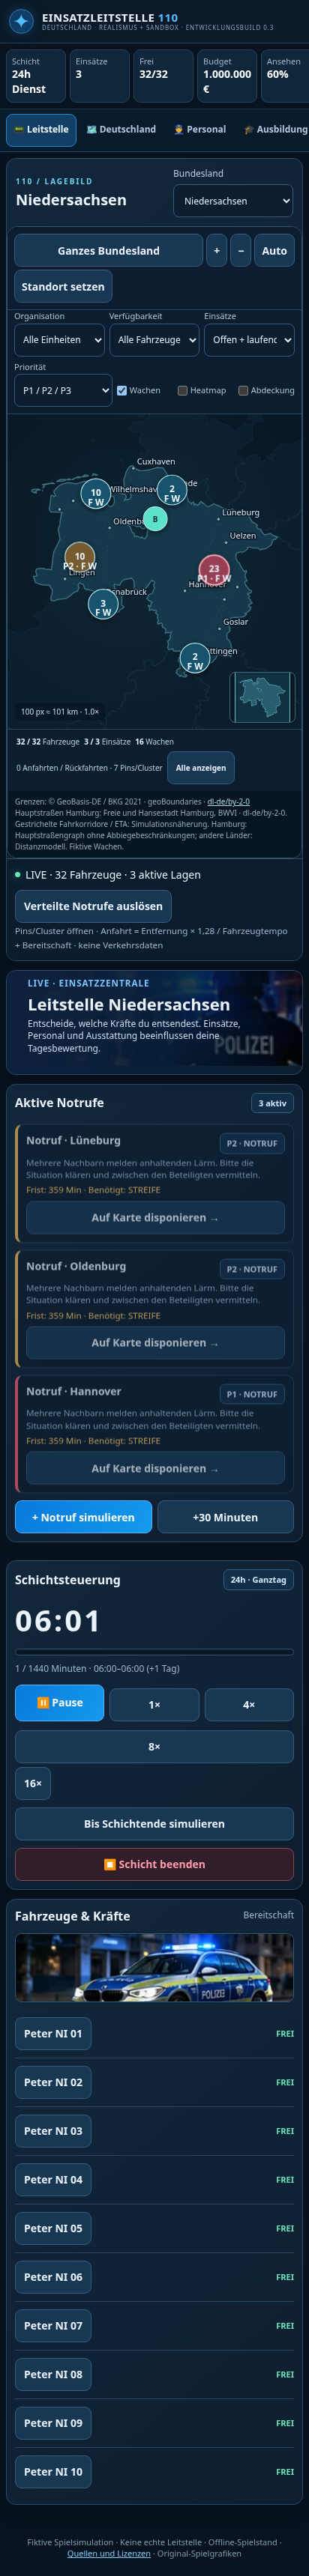 EINSATZLEITSTELLE 110
DEUTSCHLAND · REALISMUS + SANDBOX · ENTWICKLUNGSBUILD 0.3
Schicht
24h
Dienst
Einsätze
3
Frei
32/32
Budget
1.000.000
€
Ansehen
60%
Leitstelle
Deutschland
Personal
Ausbildung
110 / LAGEBILD
Niedersachsen
Bundesland
Niedersachsen
Ganzes Bundesland
+
−
Auto
Standort setzen
Organisation
Verfügbarkeit
Einsätze
Alle Einheiten
Alle Fahrzeuge
Offen + laufend
Priorität
P1 / P2 / P3
Wachen
Heatmap
Abdeckung
Cuxhaven
10
F W
2
F W
B
Lüneburg
Uelzen
10
P2 · F W
Lingen
23
P1 · F W
3
F W
Goslar
2
F W
100 px ≈ 101 km · 1.0×
32 / 32 Fahrzeuge 3 / 3 Einsätze 16 Wachen
0 Anfahrten / Rückfahrten · 7 Pins/Cluster
Alle anzeigen
Grenzen: © GeoBasis-DE / BKG 2021 · geoBoundaries · dl-de/by-2-0
Hauptstraßen Hamburg: Freie und Hansestadt Hamburg, BWVI · dl-de/by-2-0.
Gestrichelte Fahrkorridore / ETA: Simulationsnäherung. Hamburg:
Hauptstraßengraph ohne Abbiegebeschränkungen; andere Länder:
Distanzmodell. Fiktive Wachen.
LIVE · 32 Fahrzeuge · 3 aktive Lagen
Verteilte Notrufe auslösen
Pins/Cluster öffnen · Anfahrt = Entfernung × 1,28 / Fahrzeugtempo
+ Bereitschaft · keine Verkehrsdaten
LIVE · EINSATZZENTRALE
Leitstelle Niedersachsen
Entscheide, welche Kräfte du entsendest. Einsätze,
Personal und Ausstattung beeinflussen deine
Tagesbewertung.
POLIZEI
Aktive Notrufe
3 aktiv
Notruf · Lüneburg
P2 · NOTRUF
Mehrere Nachbarn melden anhaltenden Lärm. Bitte die
Situation klären und zwischen den Beteiligten vermitteln.
Frist: 359 Min · Benötigt: STREIFE
Auf Karte disponieren →
Notruf · Oldenburg
P2 · NOTRUF
Mehrere Nachbarn melden anhaltenden Lärm. Bitte die
Situation klären und zwischen den Beteiligten vermitteln.
Frist: 359 Min · Benötigt: STREIFE
Auf Karte disponieren →
Notruf · Hannover
P1 · NOTRUF
Mehrere Nachbarn melden anhaltenden Lärm. Bitte die
Situation klären und zwischen den Beteiligten vermitteln.
Frist: 359 Min · Benötigt: STREIFE
Auf Karte disponieren →
+ Notruf simulieren
+30 Minuten
Schichtsteuerung
24h · Ganztag
06:01
1 / 1440 Minuten · 06:00–06:00 (+1 Tag)
Pause
1×
4×
8×
16×
Bis Schichtende simulieren
Schicht beenden
Fahrzeuge & Kräfte
Bereitschaft
POLIZEI
Peter NI 01
FREI
Peter NI 02
FREI
Peter NI 03
FREI
Peter NI 04
FREI
Peter NI 05
FREI
Peter NI 06
FREI
Peter NI 07
FREI
Peter NI 08
FREI
Peter NI 09
FREI
Peter NI 10
FREI
Fiktive Spielsimulation · Keine echte Leitstelle · Offline-Spielstand ·
Quellen und Lizenzen · Original-Spielgrafiken